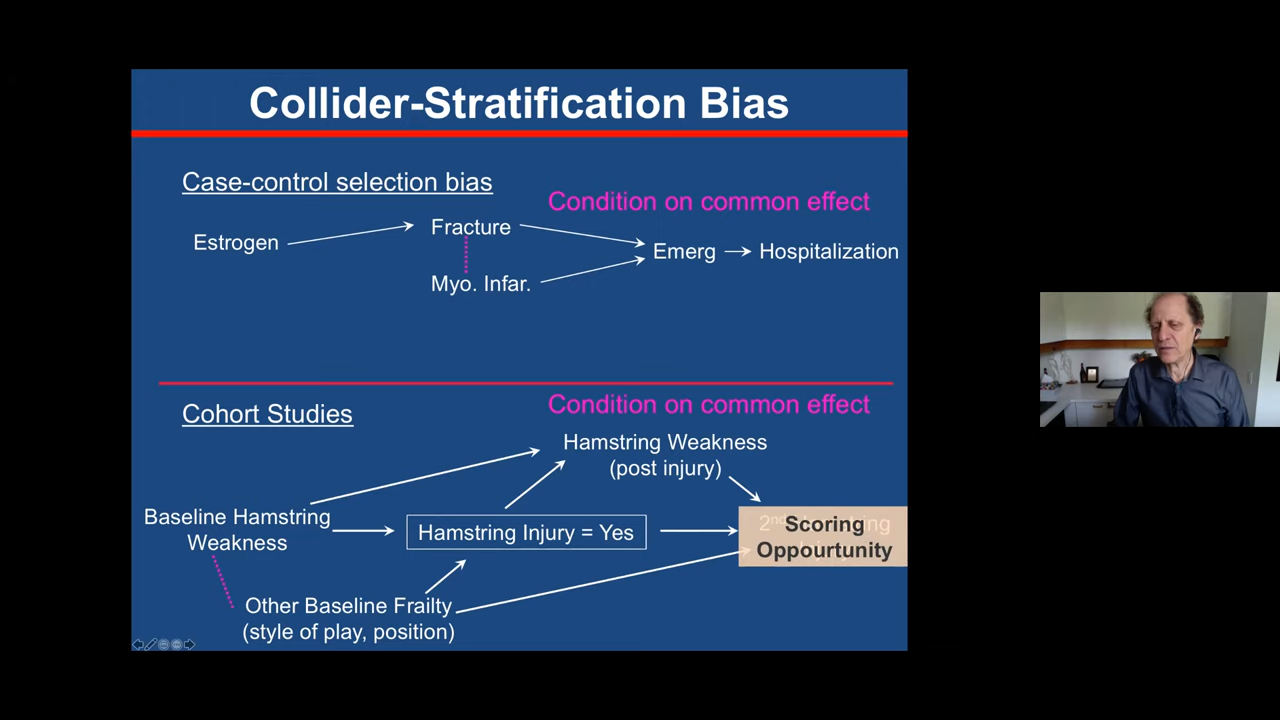 Collider-Stratification Bias
Case-control selection bias
Condition on common effect
Estrogen
Fracture
Myo. Infar.
Emerg
Hospitalization
Cohort Studies
Condition on common effect
Hamstring Weakness
(post injury)
Baseline Hamstring
Weakness
Hamstring Injury = Yes
Scoring
Oppourtunity
Other Baseline Frailty
(style of play, position)